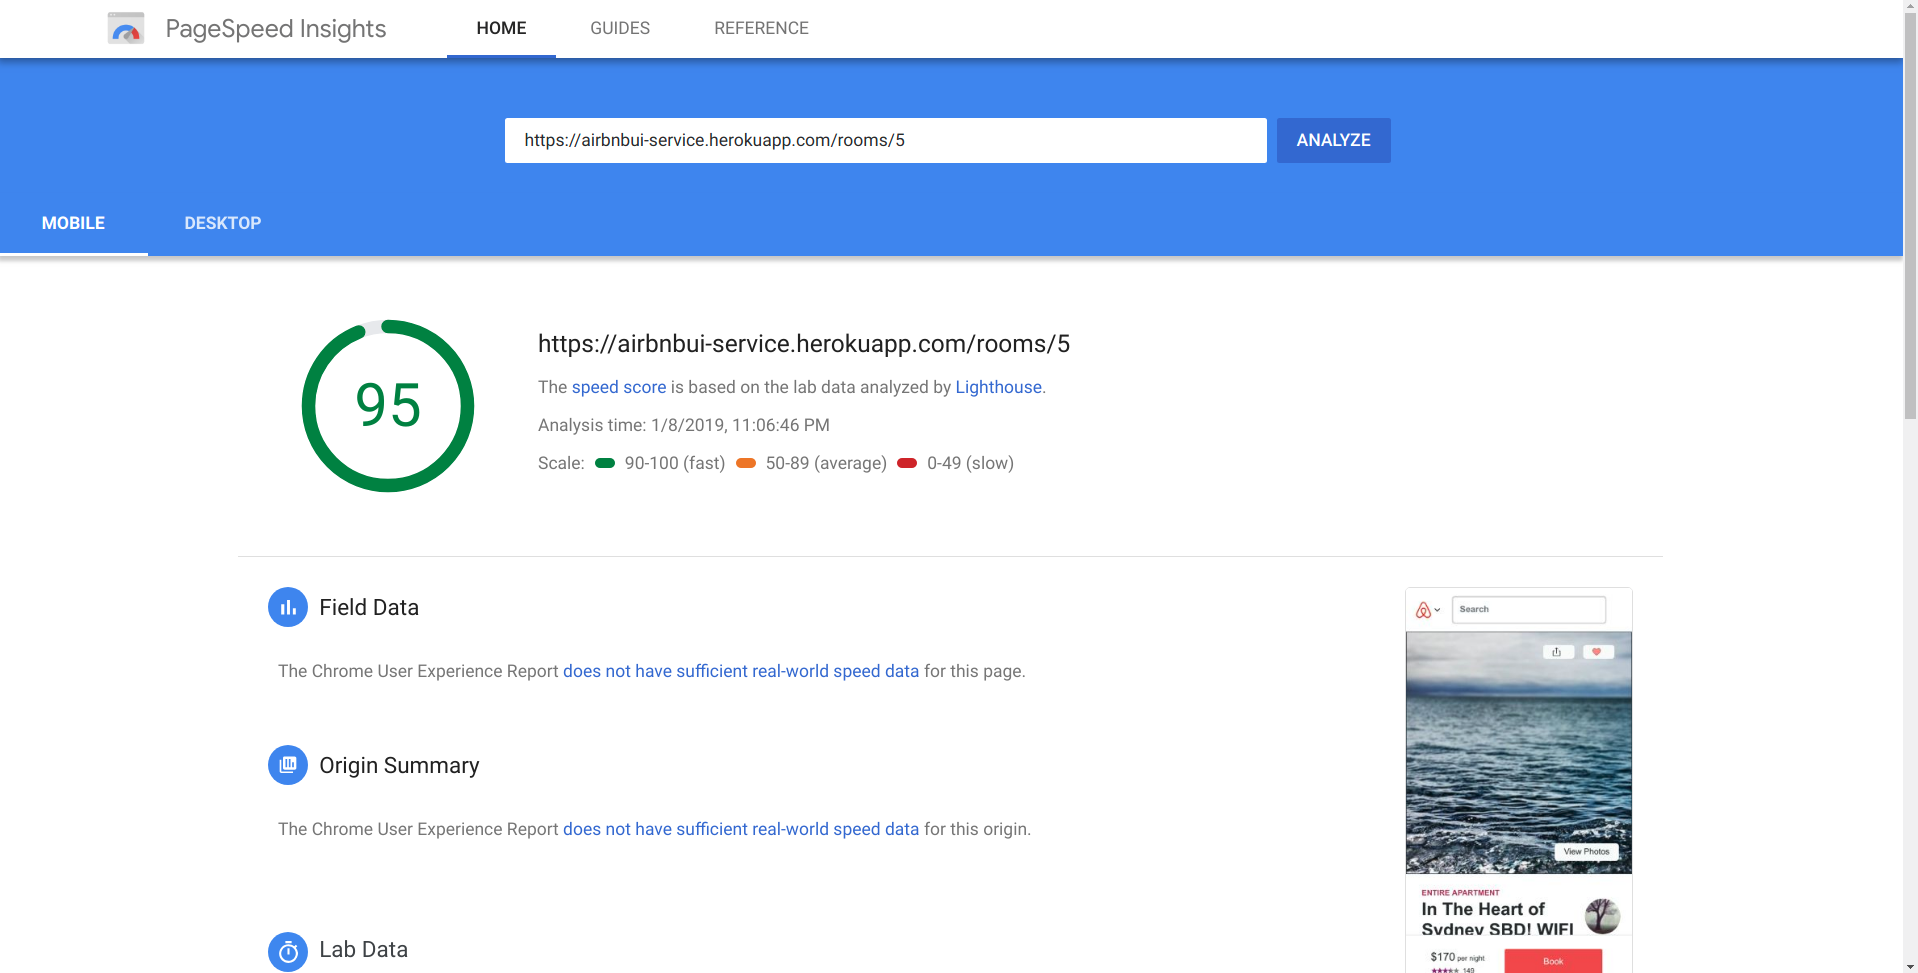 PageSpeed Insights HOME GUIDES REFERENCE
https://airbnbui-service.herokuapp.com/rooms/5 ANALYZE
MOBILE DESKTOP
95
https://airbnbui-service.herokuapp.com/rooms/5
The speed score is based on the lab data analyzed by Lighthouse.
Analysis time: 1/8/2019, 11:06:46 PM
Scale: 90-100 (fast) 50-89 (average) 0-49 (slow)
Field Data
The Chrome User Experience Report does not have sufficient real-world speed data for this page.
Origin Summary
The Chrome User Experience Report does not have sufficient real-world speed data for this origin.
Lab Data
Search
View Photos
ENTIRE APARTMENT
In The Heart of
Sydney SBD! WIFI
$170 per night
149
Book